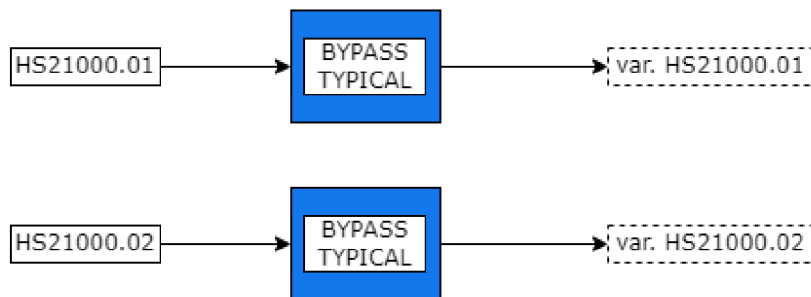 HS21000.01
BYPASS
TYPICAL
var. HS21000.01
HS21000.02
BYPASS
TYPICAL
var. HS21000.02